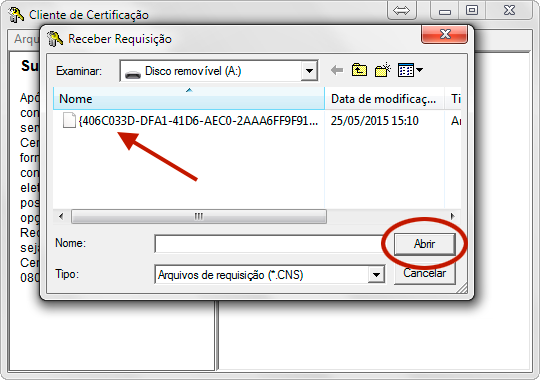 Cliente de Certificação
Arqu
Receber Requisição
Examinar: Disco removível (A:)
Nome Data de modificaç... Ti
{406C033D-DFA1-41D6-AEC0-2AAA6FF9F91... 25/05/2015 15:10 Ar
Nome: Abrir
Tipo: Arquivos de requisição (*.CNS) Cancelar
Su
Apó
con
sen
Cer
form
con
elet
pos
opç
Rec
seja
Cer
080